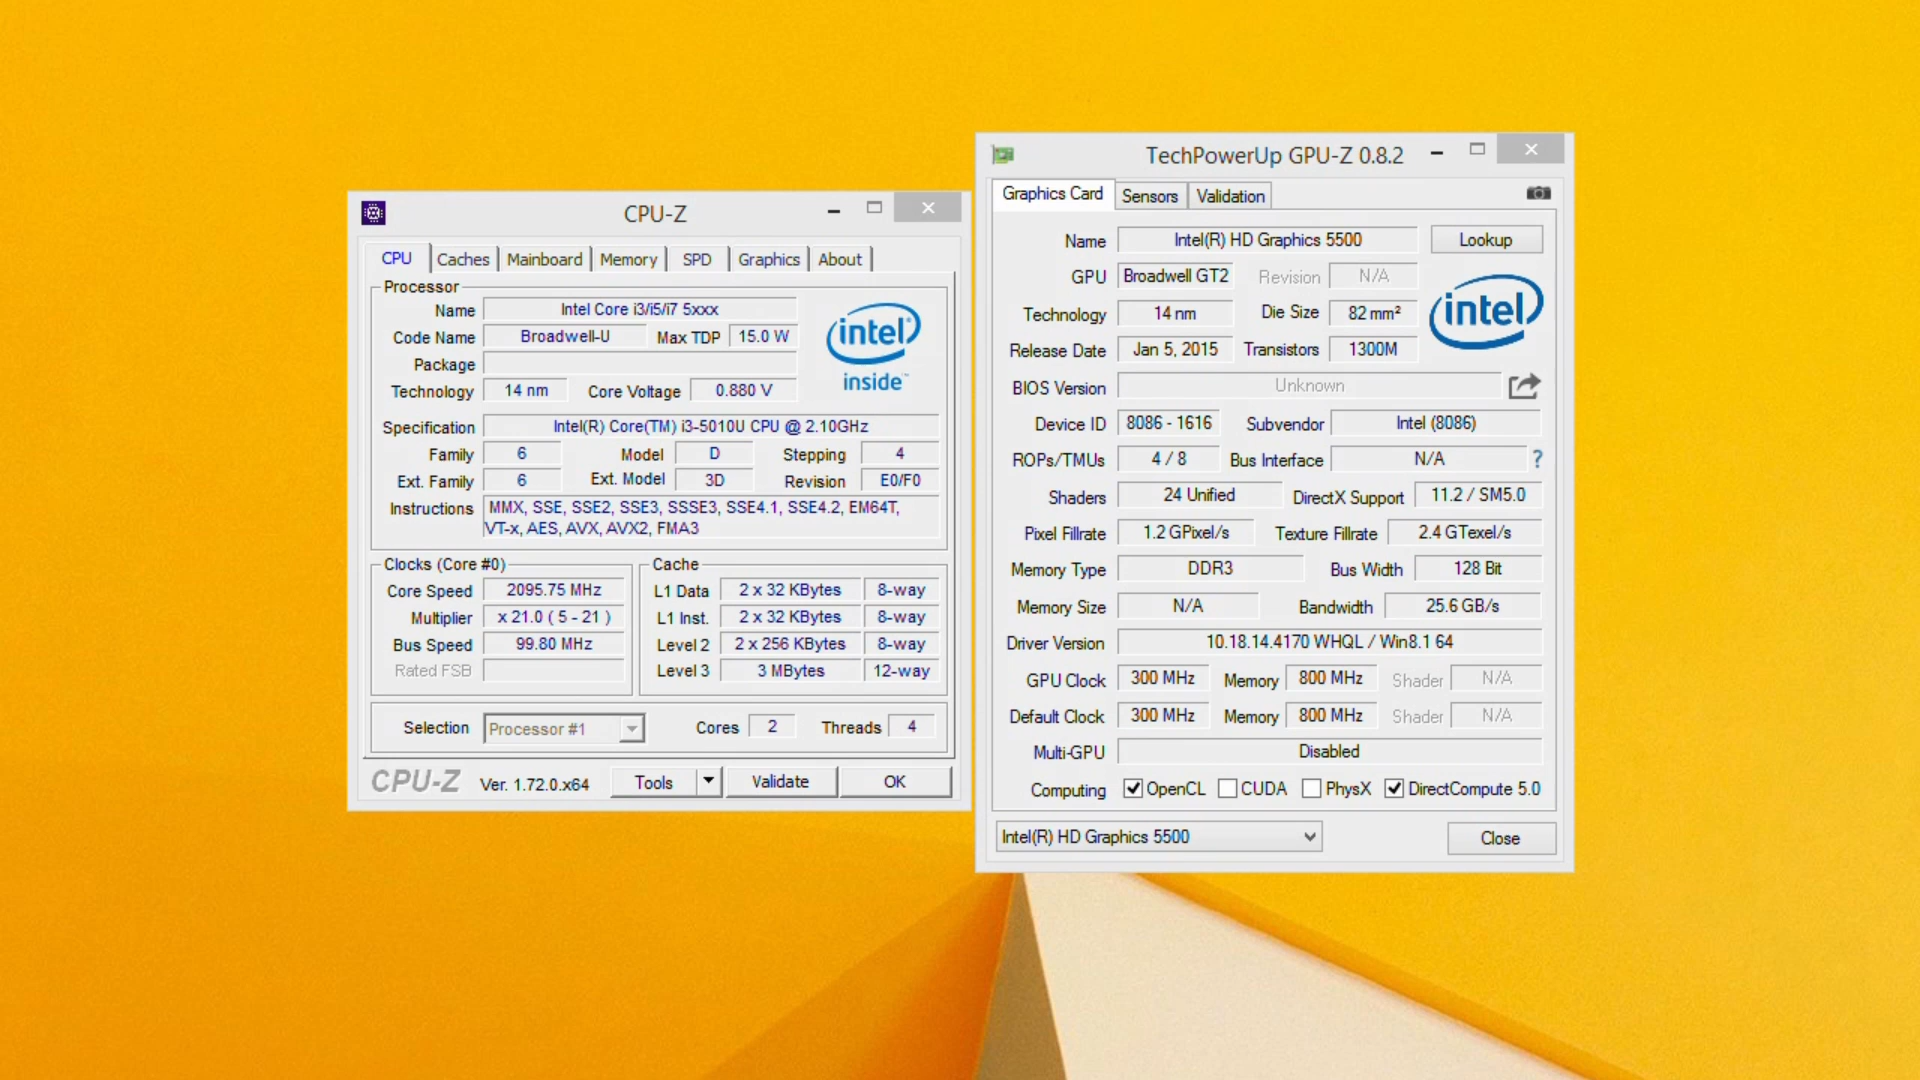 CPU-Z
CPU Caches Mainboard Memory SPD Graphics About
Processor
Name Intel Core i3/i5/i7 5xxx
Code Name Broadwell-U Max TDP 15.0 W
Package
Technology 14 nm Core Voltage 0.880 V
intel inside™
Specification Intel(R) Core(TM) i3-5010U CPU @ 2.10GHz
Family 6 Model D Stepping 4
Ext. Family 6 Ext. Model 3D Revision E0/F0
Instructions MMX, SSE, SSE2, SSE3, SSSE3, SSE4.1, SSE4.2, EM64T,
VT-x, AES, AVX, AVX2, FMA3
Clocks (Core #0)
Core Speed 2095.75 MHz
Multiplier x 21.0 ( 5 - 21 )
Bus Speed 99.80 MHz
Rated FSB
Cache
L1 Data 2 x 32 KBytes 8-way
L1 Inst. 2 x 32 KBytes 8-way
Level 2 2 x 256 KBytes 8-way
Level 3 3 MBytes 12-way
Selection Processor #1 Cores 2 Threads 4
CPU-Z Ver. 1.72.0.x64 Tools Validate OK
TechPowerUp GPU-Z 0.8.2
Graphics Card Sensors Validation
Name Intel(R) HD Graphics 5500 Lookup
GPU Broadwell GT2 Revision N/A
Technology 14 nm Die Size 82 mm²
Release Date Jan 5, 2015 Transistors 1300M
intel
BIOS Version Unknown
Device ID 8086 - 1616 Subvendor Intel (8086)
ROPs/TMUs 4 / 8 Bus Interface N/A ?
Shaders 24 Unified DirectX Support 11.2 / SM5.0
Pixel Fillrate 1.2 GPixel/s Texture Fillrate 2.4 GTexel/s
Memory Type DDR3 Bus Width 128 Bit
Memory Size N/A Bandwidth 25.6 GB/s
Driver Version 10.18.14.4170 WHQL / Win8.1 64
GPU Clock 300 MHz Memory 800 MHz Shader N/A
Default Clock 300 MHz Memory 800 MHz Shader N/A
Multi-GPU Disabled
Computing OpenCL CUDA PhysX DirectCompute 5.0
Intel(R) HD Graphics 5500 Close